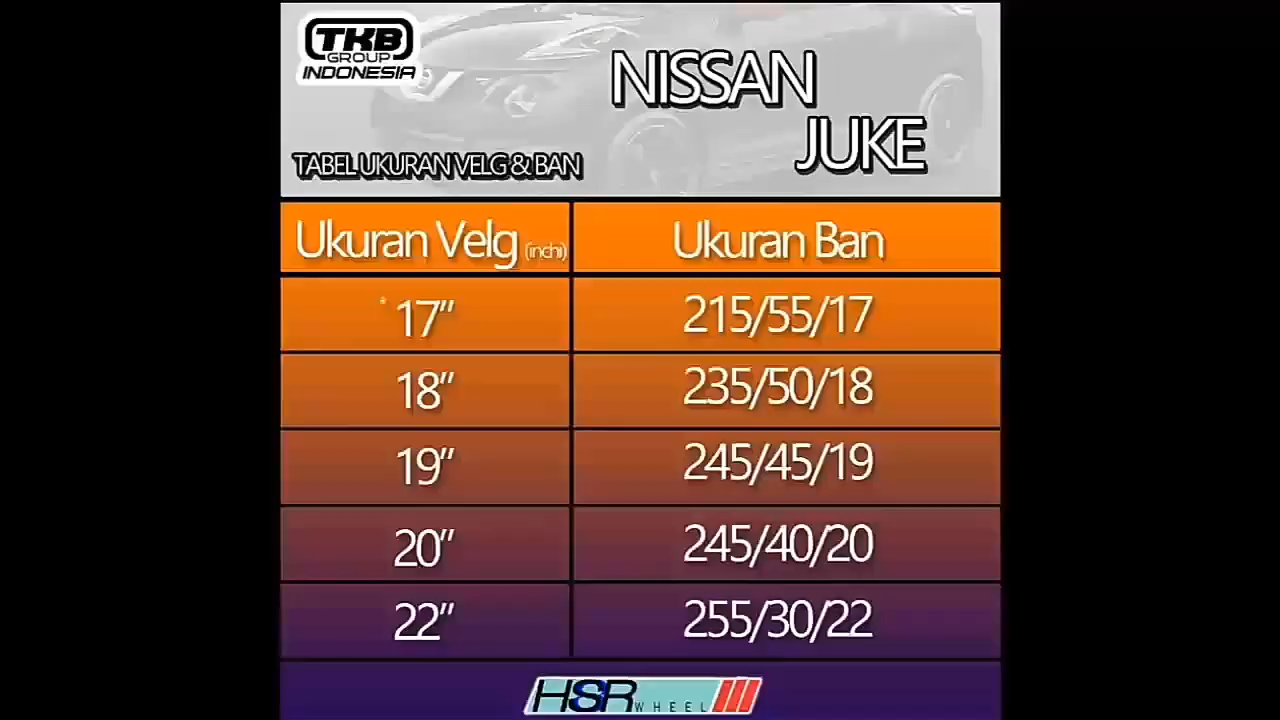 TKB
GROUP
INDONESIA
NISSAN
JUKE
TABEL UKURAN VELG & BAN
Ukuran Velg (inchi) Ukuran Ban
* 17” 215/55/17
18” 235/50/18
19” 245/45/19
20” 245/40/20
22” 255/30/22
HSR WHEEL